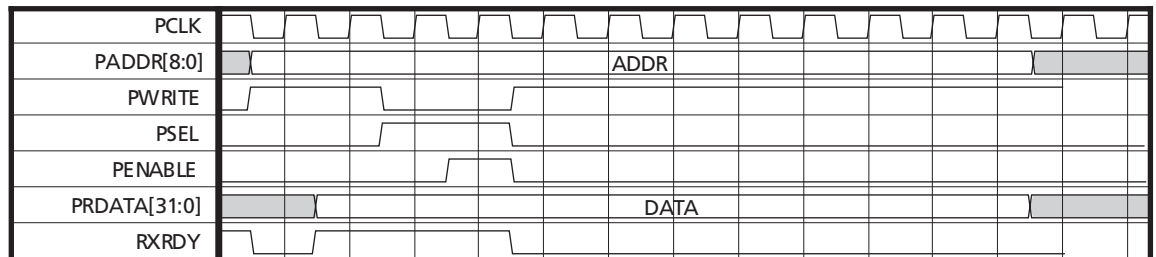 PCLK
PADDR[8:0] ADDR
PWRITE
PSEL
PENABLE
PRDATA[31:0] DATA
RXRDY